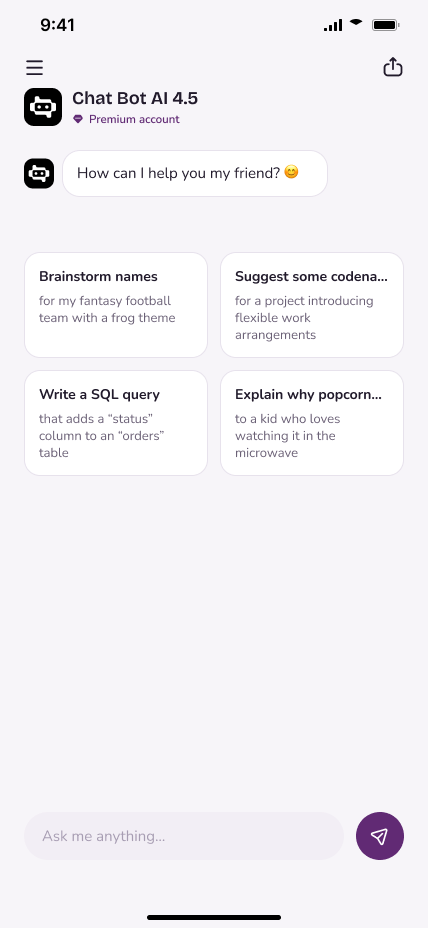 9:41
Chat Bot AI 4.5
Premium account
How can I help you my friend? 😊
Brainstorm names
for my fantasy football
team with a frog theme
Suggest some codena...
for a project introducing
flexible work
arrangements
Write a SQL query
that adds a “status”
column to an “orders”
table
Explain why popcorn...
to a kid who loves
watching it in the
microwave
Ask me anything...